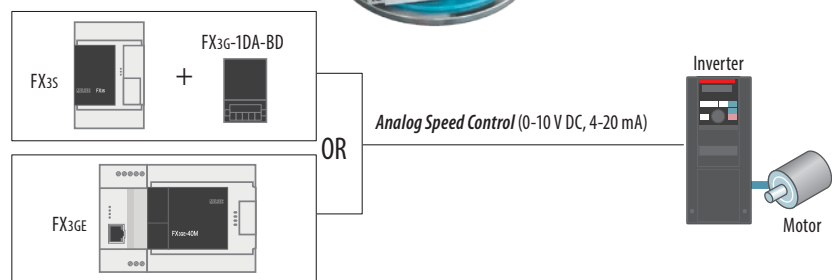 FX3G-1DA-BD
FX3S
+
Inverter
Analog Speed Control (0-10 V DC, 4-20 mA)
OR
FX3GE
FX3GE-40M
Motor